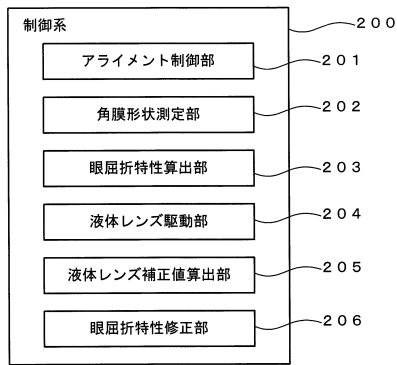 制御系
200
アライメント制御部
201
角膜形状測定部
202
眼屈折特性算出部
203
液体レンズ駆動部
204
液体レンズ補正値算出部
205
眼屈折特性修正部
206